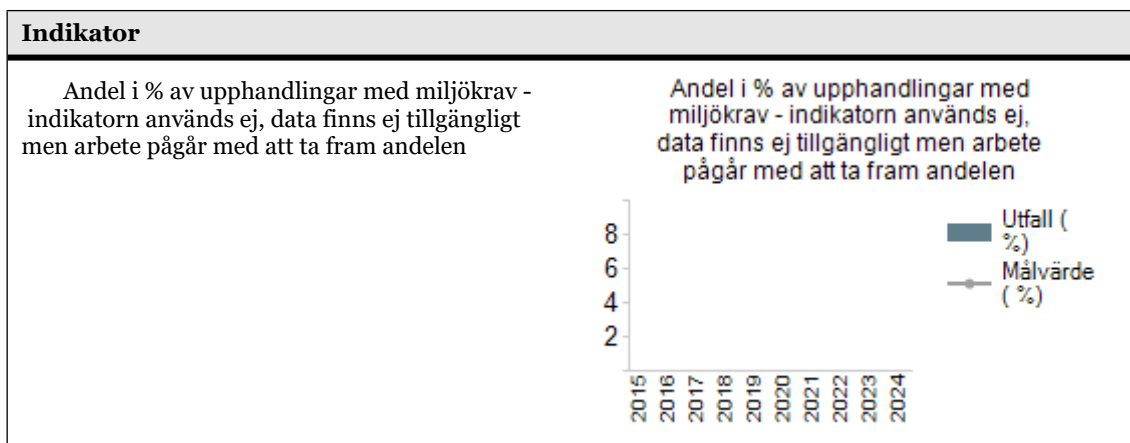 Indikator
Andel i % av upphandlingar med miljökrav -
indikatorn används ej, data finns ej tillgängligt
men arbete pågår med att ta fram andelen
Andel i % av upphandlingar med
miljökrav - indikatorn används ej,
data finns ej tillgängligt men arbete
pågår med att ta fram andelen
8
6
4
2
2015
2016
2017
2018
2019
2020
2021
2022
2023
2024
Utfall (
%)
Målvärde
( %)